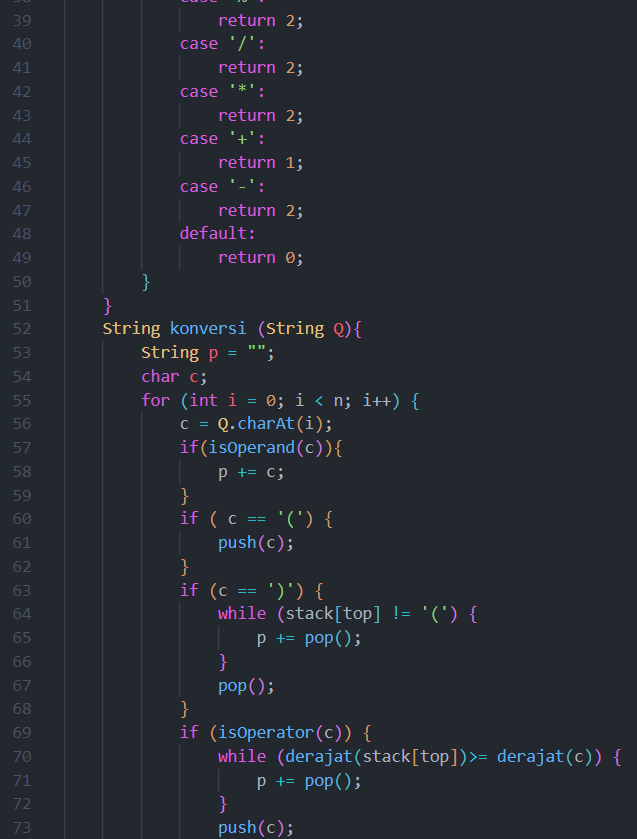 39 return 2;
40 case '/':
41 return 2;
42 case '*':
43 return 2;
44 case '+':
45 return 1;
46 case '-':
47 return 2;
48 default:
49 return 0;
50 }
51 }
52 String konversi (String Q){
53 String p = "";
54 char c;
55 for (int i = 0; i < n; i++) {
56 c = Q.charAt(i);
57 if(isOperand(c)){
58 p += c;
59 }
60 if ( c == '(') {
61 push(c);
62 }
63 if (c == ')') {
64 while (stack[top] != '(') {
65 p += pop();
66 }
67 pop();
68 }
69 if (isOperator(c)) {
70 while (derajat(stack[top])>= derajat(c)) {
71 p += pop();
72 }
73 push(c);